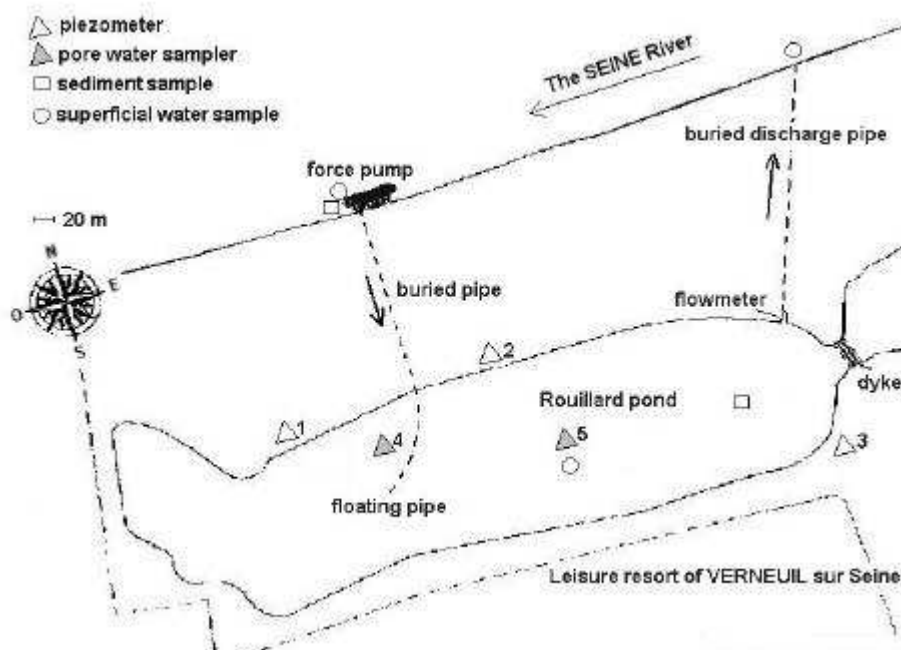 piezometer
pore water sampler
sediment sample
superficial water sample
The SEINE River
buried discharge pipe
force pump
20 m
N
E
O
S
buried pipe
flowmeter
2
dyke
Rouillard pond
1
4
5
3
floating pipe
Leisure resort of VERNEUIL sur Seine